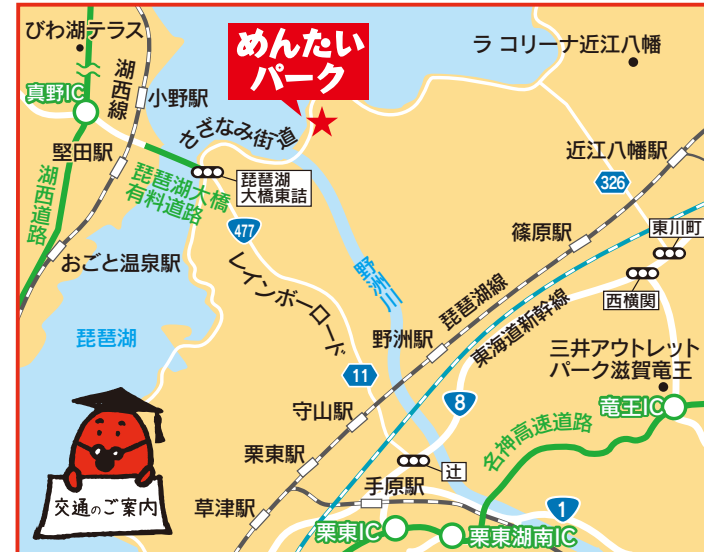 びわ湖テラス
めんたい
パーク
ラ コリーナ近江八幡
湖西線
真野IC
小野駅
さざなみ街道
堅田駅
琵琶湖大橋
有料道路
琵琶湖
大橋東詰
近江八幡駅
326
湖西道路
477
篠原駅
東川町
おごと温泉駅
レインボーロード
野洲川
西横関
琵琶湖
野洲駅
琵琶湖線
東海道新幹線
三井アウトレット
パーク滋賀竜王
11
8
竜王IC
守山駅
名神高速道路
栗東駅
辻
手原駅
交通のご案内
草津駅
1
栗東IC
栗東湖南IC